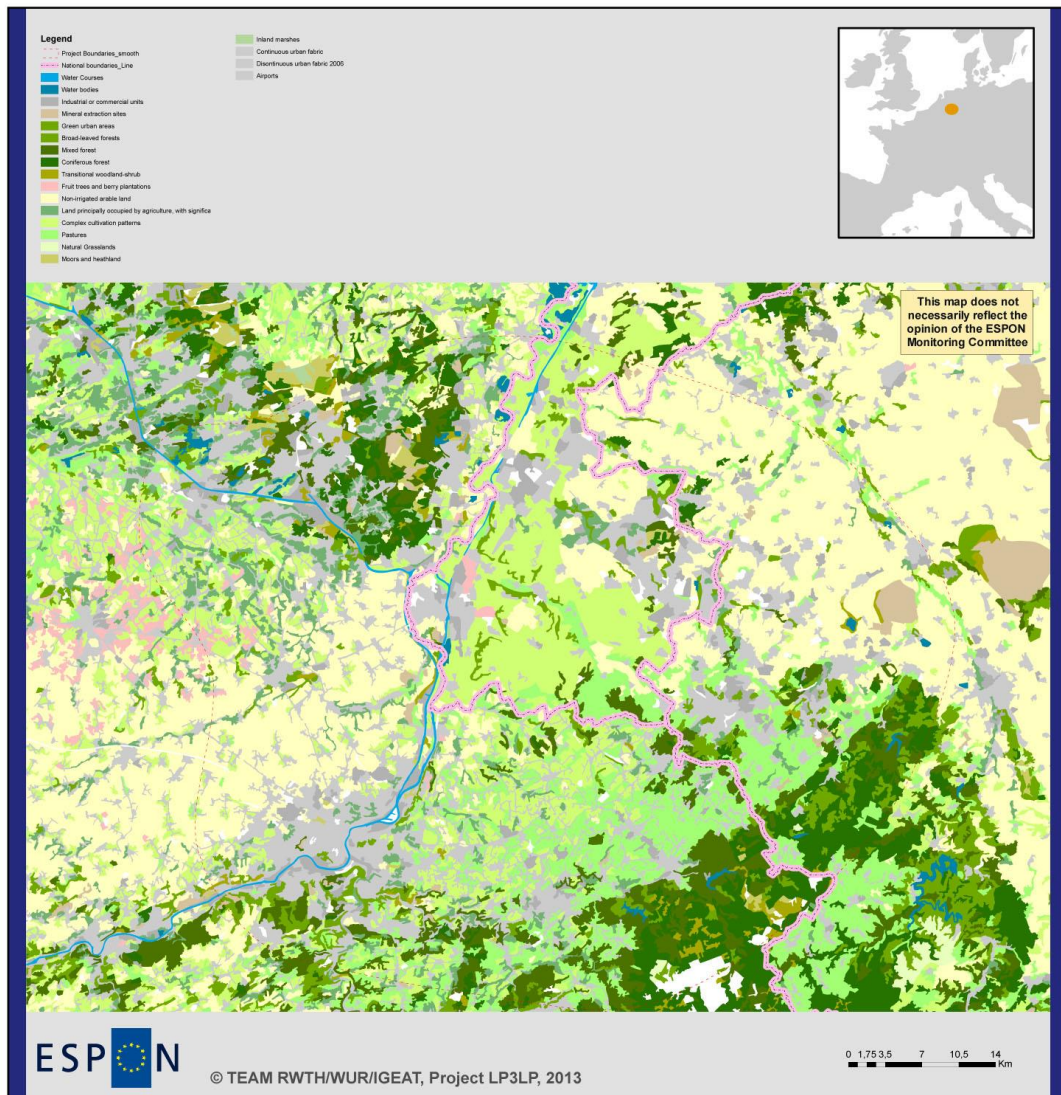 Legend
Project Boundaries_smooth
National boundaries_Line
Water Courses
Water bodies
Industrial or commercial units
Mineral extraction sites
Green urban areas
Broad-leaved forests
Mixed forest
Coniferous forest
Transitional woodland-shrub
Fruit trees and berry plantations
Non-irrigated arable land
Land principally occupied by agriculture, with significa
Complex cultivation patterns
Pastures
Natural Grasslands
Moors and heathland
Inland marshes
Continuous urban fabric
Discontinuous urban fabric 2006
Airports
This map does not
necessarily reflect the
opinion of the ESPON
Monitoring Committee
ESPON
© TEAM RWTH/WUR/IGEAT, Project LP3LP, 2013
0 1,75 3,5 7 10,5 14
Km